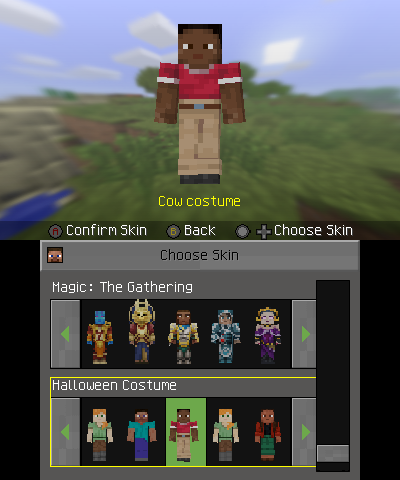 Cow costume
A Confirm Skin B Back Choose Skin
Choose Skin
Magic: The Gathering
Halloween Costume